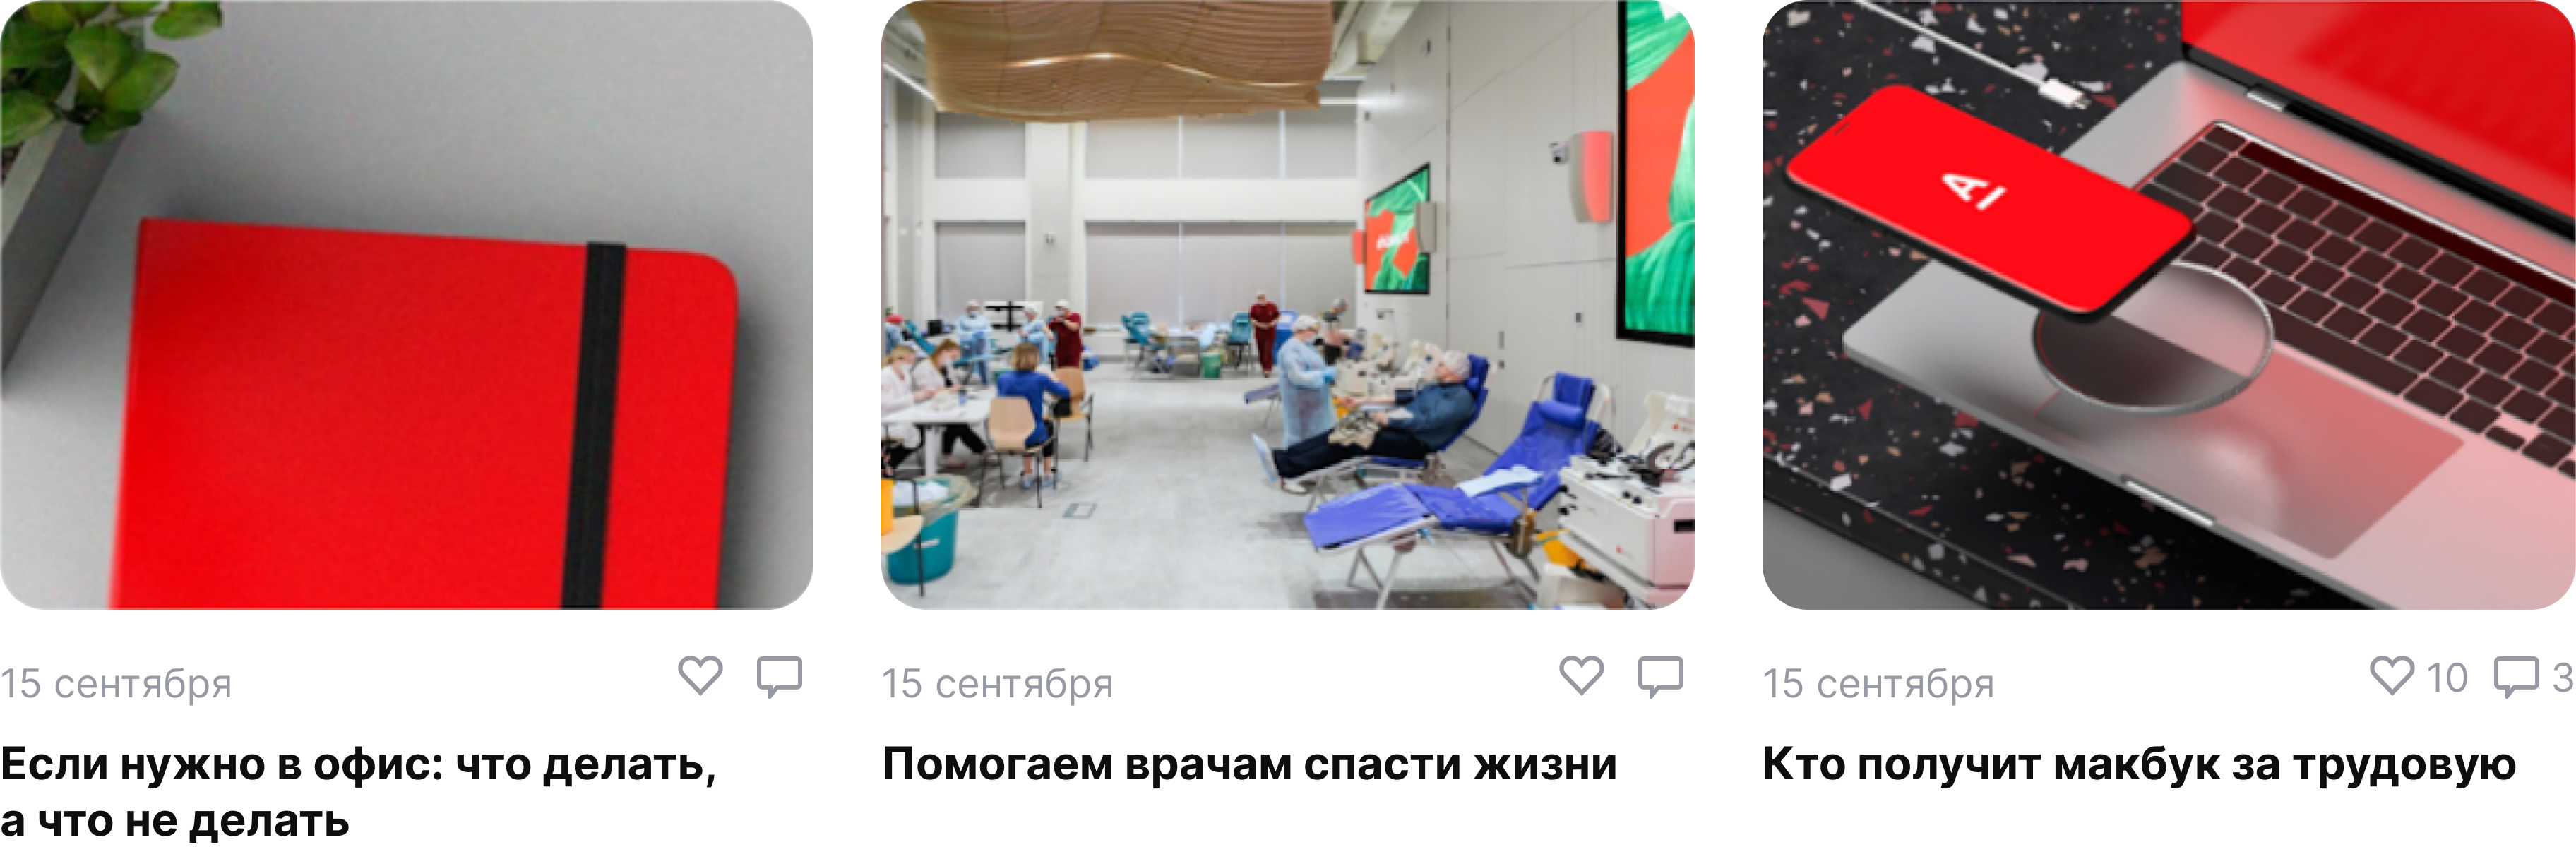 AI
15 сентября
Если нужно в офис: что делать,
а что не делать
15 сентября
Помогаем врачам спасти жизни
15 сентября
10
3
Кто получит макбук за трудовую